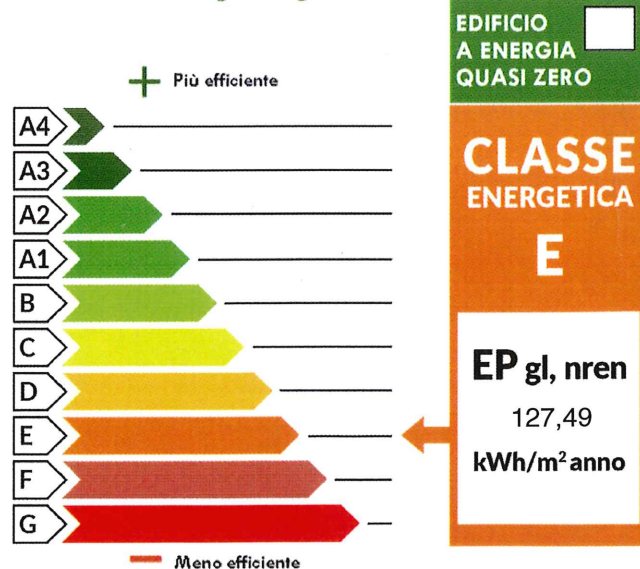 EDIFICIO
A ENERGIA
QUASI ZERO
+ Più efficiente
A4
A3
A2
A1
B
C
D
E
F
G
Meno efficiente
CLASSE
ENERGETICA
E
EP gl, nren
127,49
kWh/m² anno